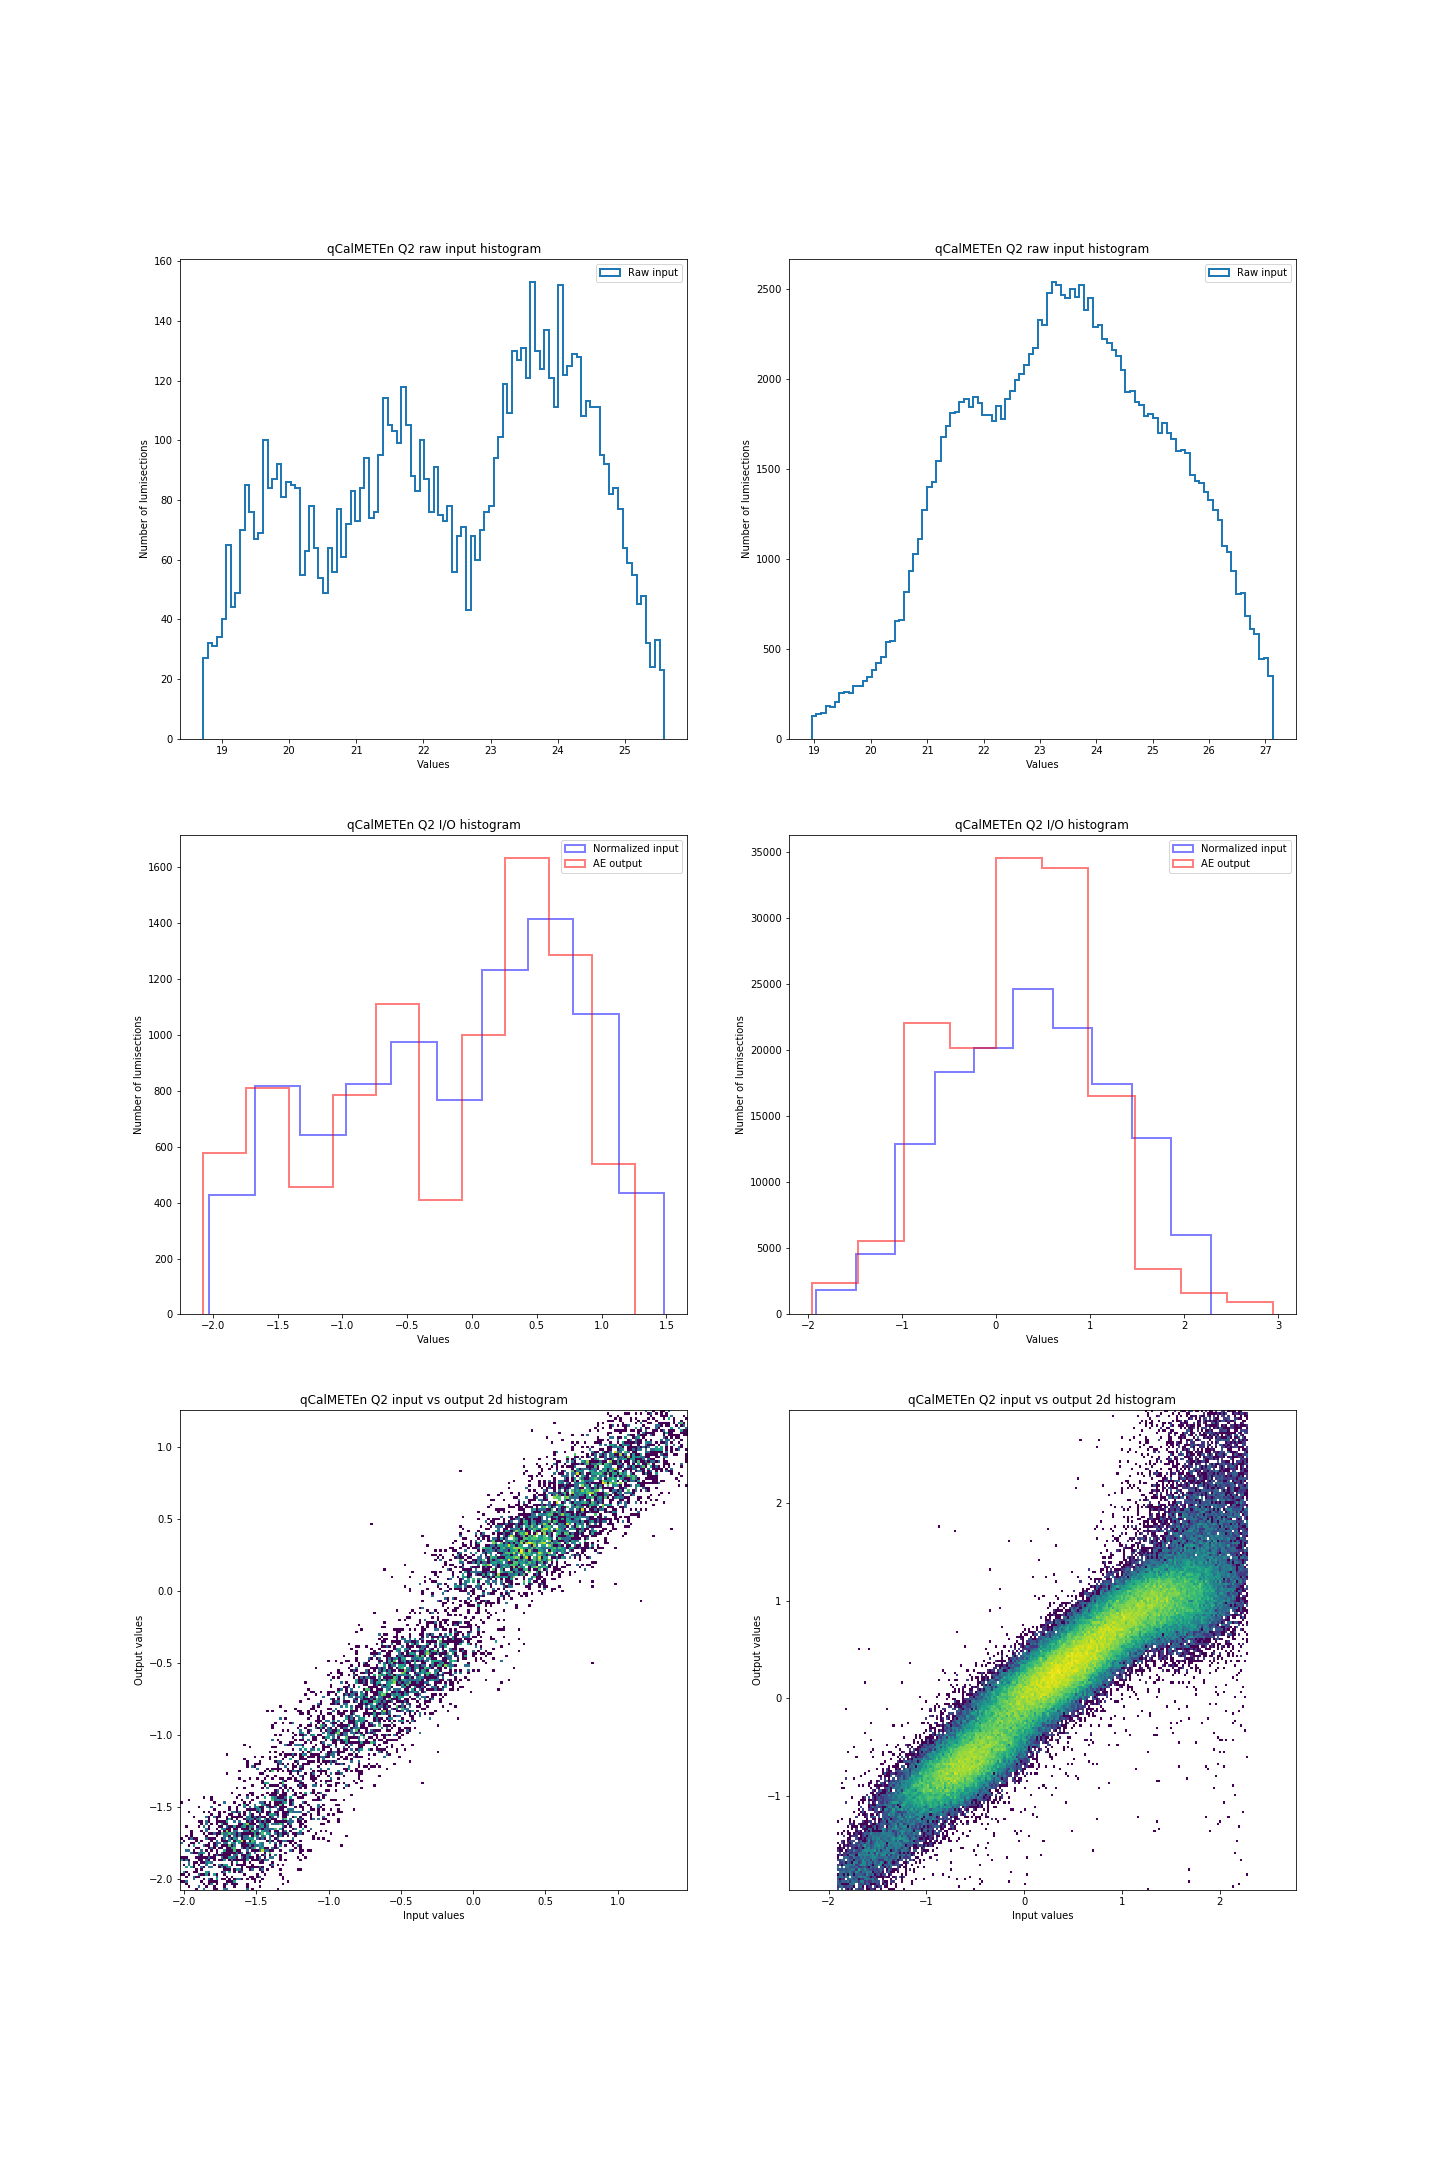 qCalMETEn Q2 raw input histogram
Raw input
160
140
120
100
80
60
40
20
0
Number of lumisections
19 20 21 22 23 24 25
Values
qCalMETEn Q2 raw input histogram
Raw input
2500
2000
1500
1000
500
0
Number of lumisections
19 20 21 22 23 24 25 26 27
Values
qCalMETEn Q2 I/O histogram
Normalized input
AE output
1600
1400
1200
1000
800
600
400
200
0
Number of lumisections
−2.0 −1.5 −1.0 −0.5 0.0 0.5 1.0 1.5
Values
qCalMETEn Q2 I/O histogram
Normalized input
AE output
35000
30000
25000
20000
15000
10000
5000
0
Number of lumisections
−2 −1 0 1 2 3
Values
qCalMETEn Q2 input vs output 2d histogram
1.0
0.5
0.0
−0.5
−1.0
−1.5
−2.0
Output values
−2.0 −1.5 −1.0 −0.5 0.0 0.5 1.0
Input values
qCalMETEn Q2 input vs output 2d histogram
2
1
0
−1
Output values
−2 −1 0 1 2
Input values